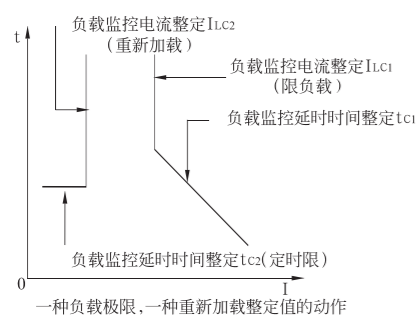 t
负载监控电流整定ILC2
（重新加载）
负载监控电流整定ILC1
（限负载）
负载监控延时时间整定tC1
负载监控延时时间整定tC2(定时限)
0
I
一种负载极限,一种重新加载整定值的动作